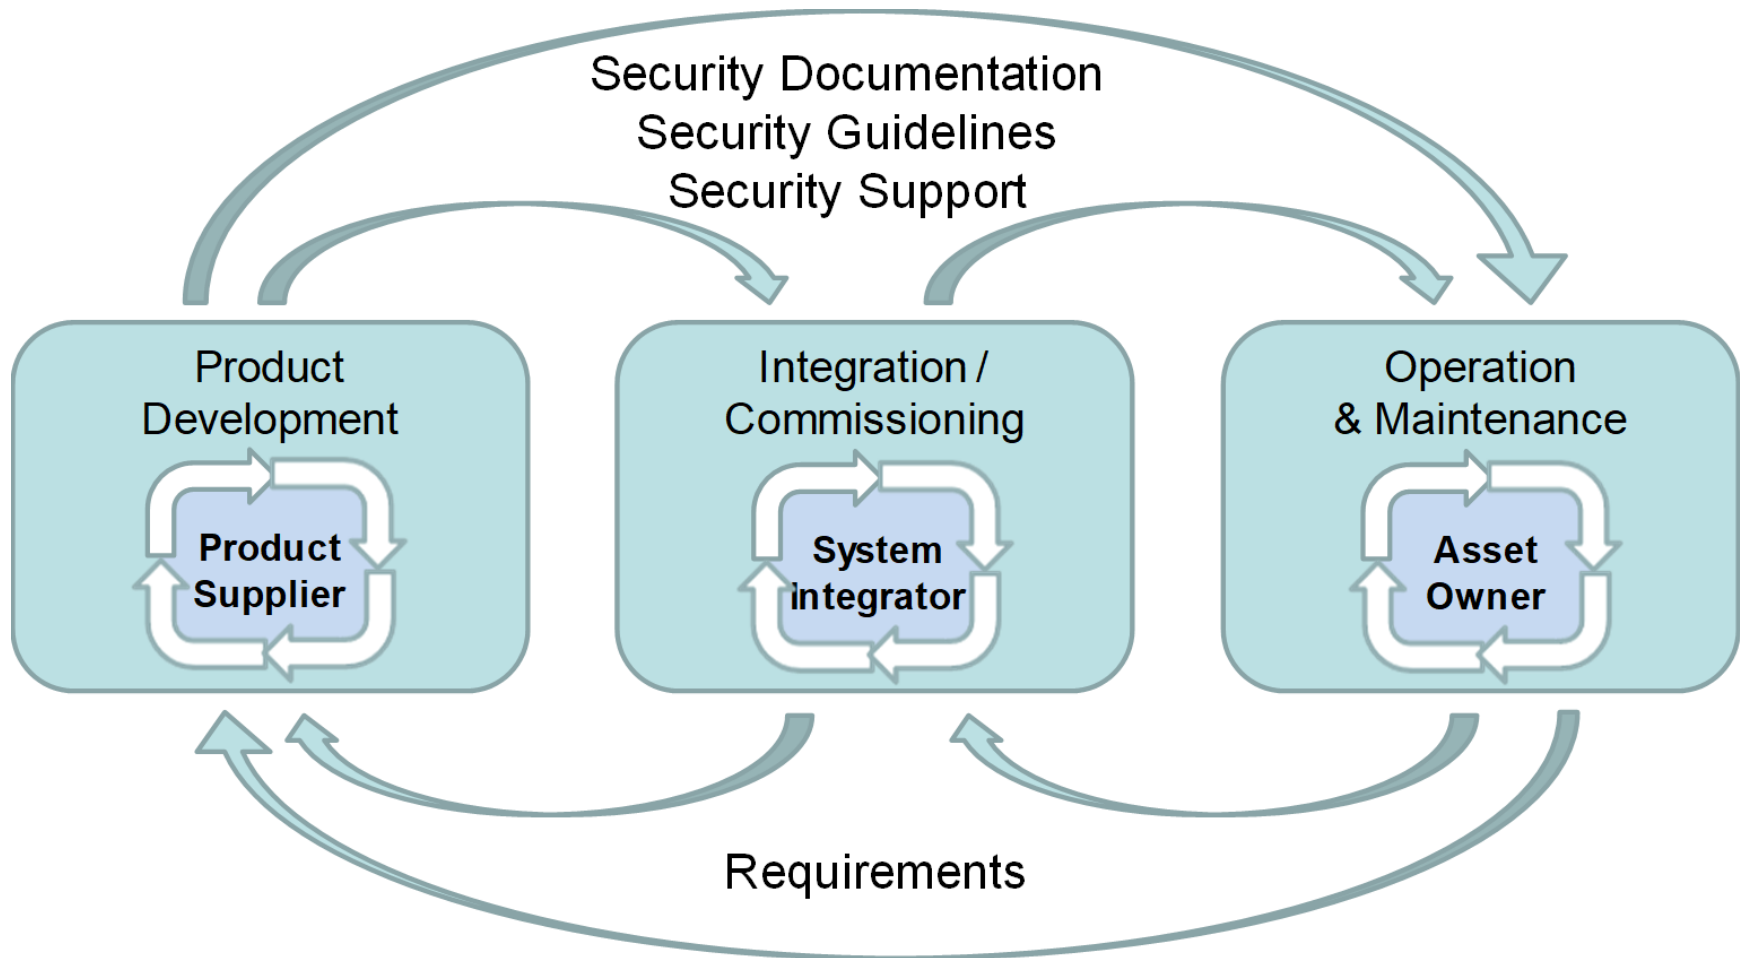 Security Documentation
Security Guidelines
Security Support
Product
Development
Product
Supplier
Integration /
Commissioning
System
Integrator
Operation
& Maintenance
Asset
Owner
Requirements